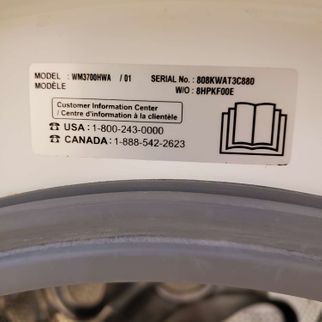 MODEL : WM3700HWA / 01 SERIAL No. : 808KWAT3C880
MODÈLE W/O : 8HPKF00E
Customer Information Center
/ Centre d'information à la clientèle
☎ USA : 1-800-243-0000
☎ CANADA : 1-888-542-2623